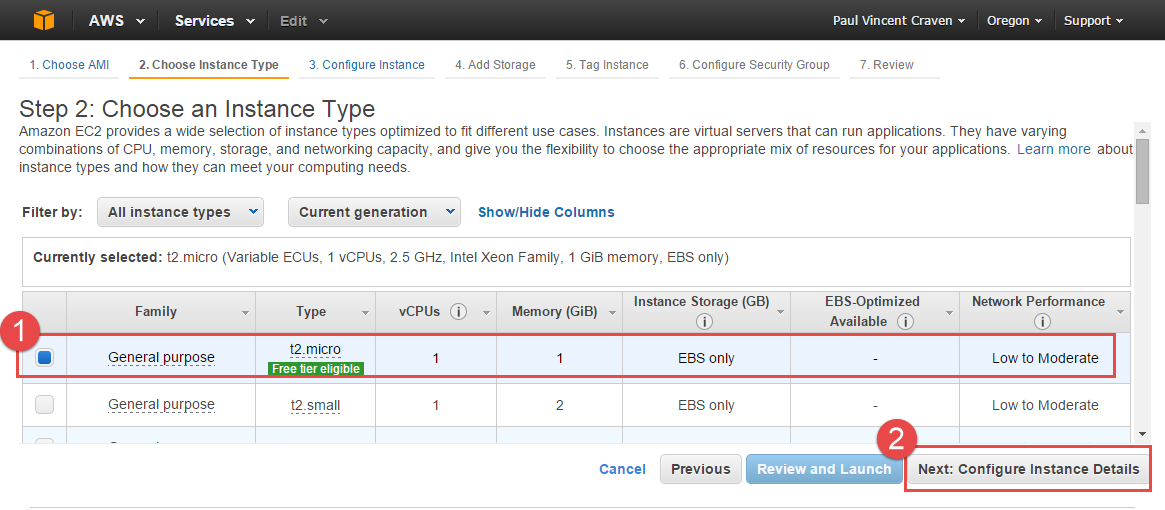 AWS Services Edit Paul Vincent Craven Oregon Support
1. Choose AMI 2. Choose Instance Type 3. Configure Instance 4. Add Storage 5. Tag Instance 6. Configure Security Group 7. Review
Step 2: Choose an Instance Type
Amazon EC2 provides a wide selection of instance types optimized to fit different use cases. Instances are virtual servers that can run applications. They have varying
combinations of CPU, memory, storage, and networking capacity, and give you the flexibility to choose the appropriate mix of resources for your applications. Learn more about
instance types and how they can meet your computing needs.
Filter by: All instance types Current generation Show/Hide Columns
Currently selected: t2.micro (Variable ECUs, 1 vCPUs, 2.5 GHz, Intel Xeon Family, 1 GiB memory, EBS only)
Family Type vCPUs i Memory (GiB) Instance Storage (GB) i EBS-Optimized Available i Network Performance i
1
General purpose t2.micro 1 1 EBS only - Low to Moderate
Free tier eligible
General purpose t2.small 1 2 EBS only - Low to Moderate
2
Cancel Previous Review and Launch Next: Configure Instance Details